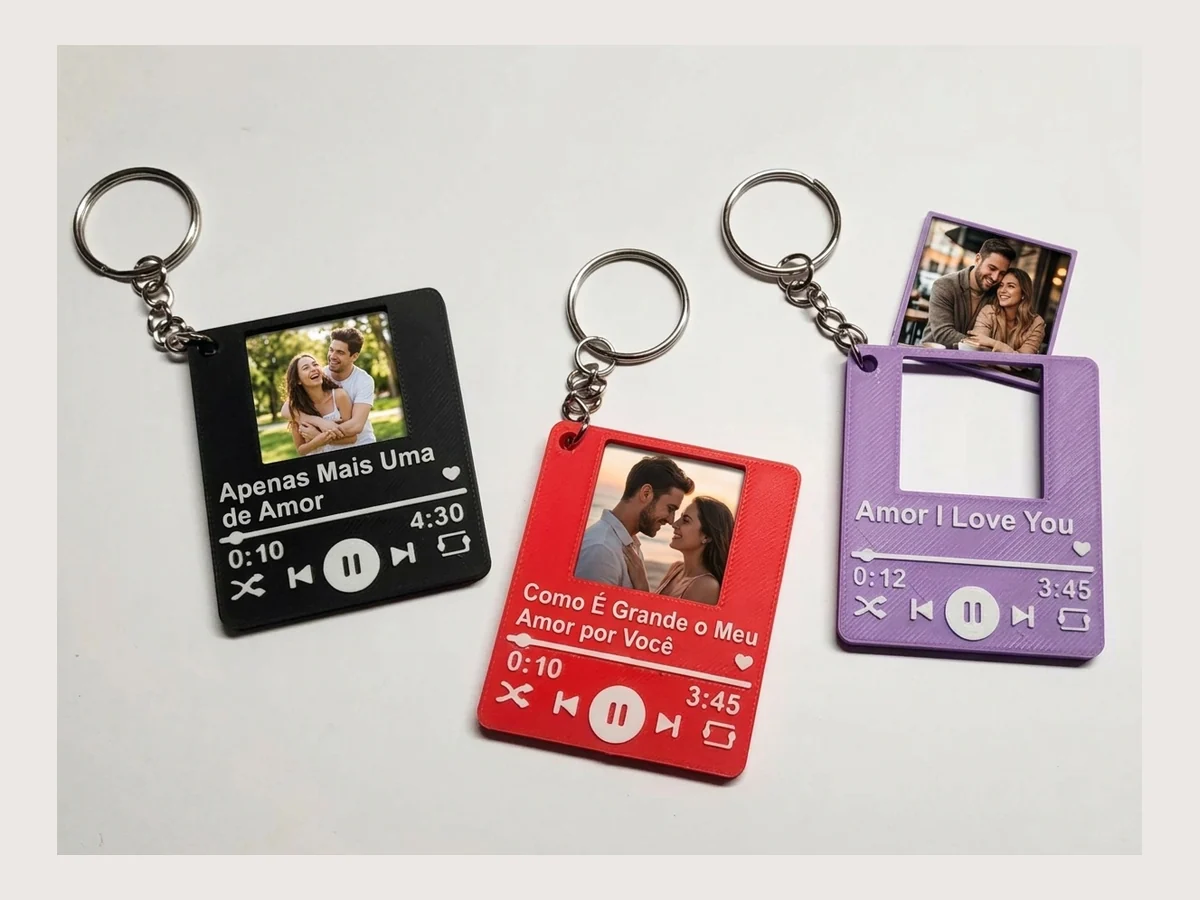 Apenas Mais Uma
de Amor
0:10
4:30
Como É Grande o Meu
Amor por Você
0:10
3:45
Amor I Love You
0:12
3:45